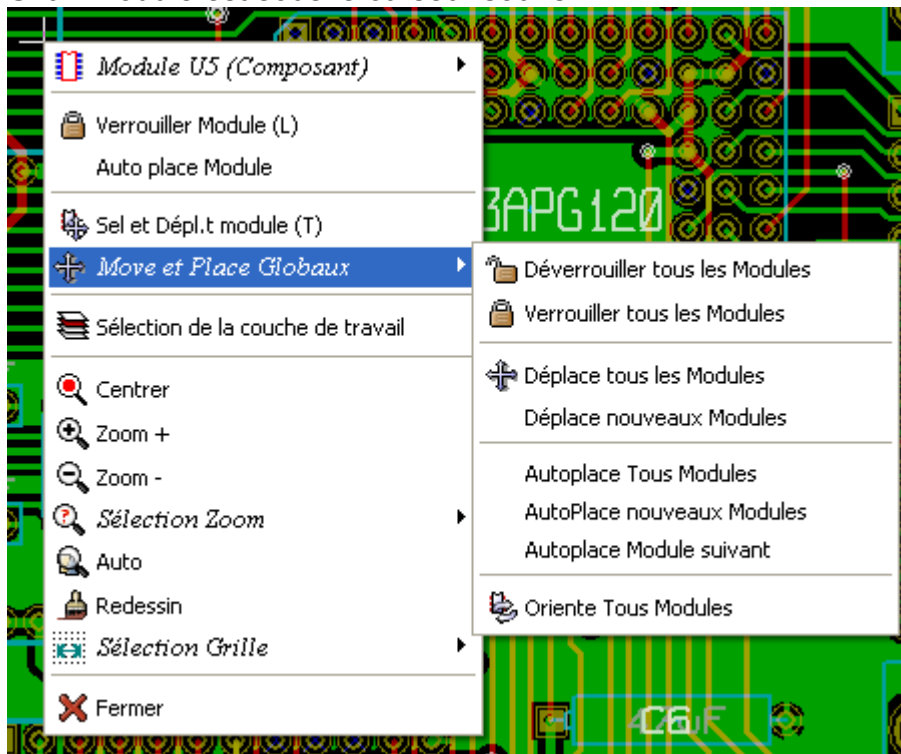 Module U5 (Composant)
Verrouiller Module (L)
Auto place Module
3APG120
Sel et Dépl.t module (T)
Move et Place Globaux
Déverrouiller tous les Modules
Verrouiller tous les Modules
Sélection de la couche de travail
Déplace tous les Modules
Centrer
Déplace nouveaux Modules
Zoom +
Autoplace Tous Modules
Zoom -
AutoPlace nouveaux Modules
Sélection Zoom
Autoplace Module suivant
Auto
Redessin
Oriente Tous Modules
Sélection Grille
Fermer
C6